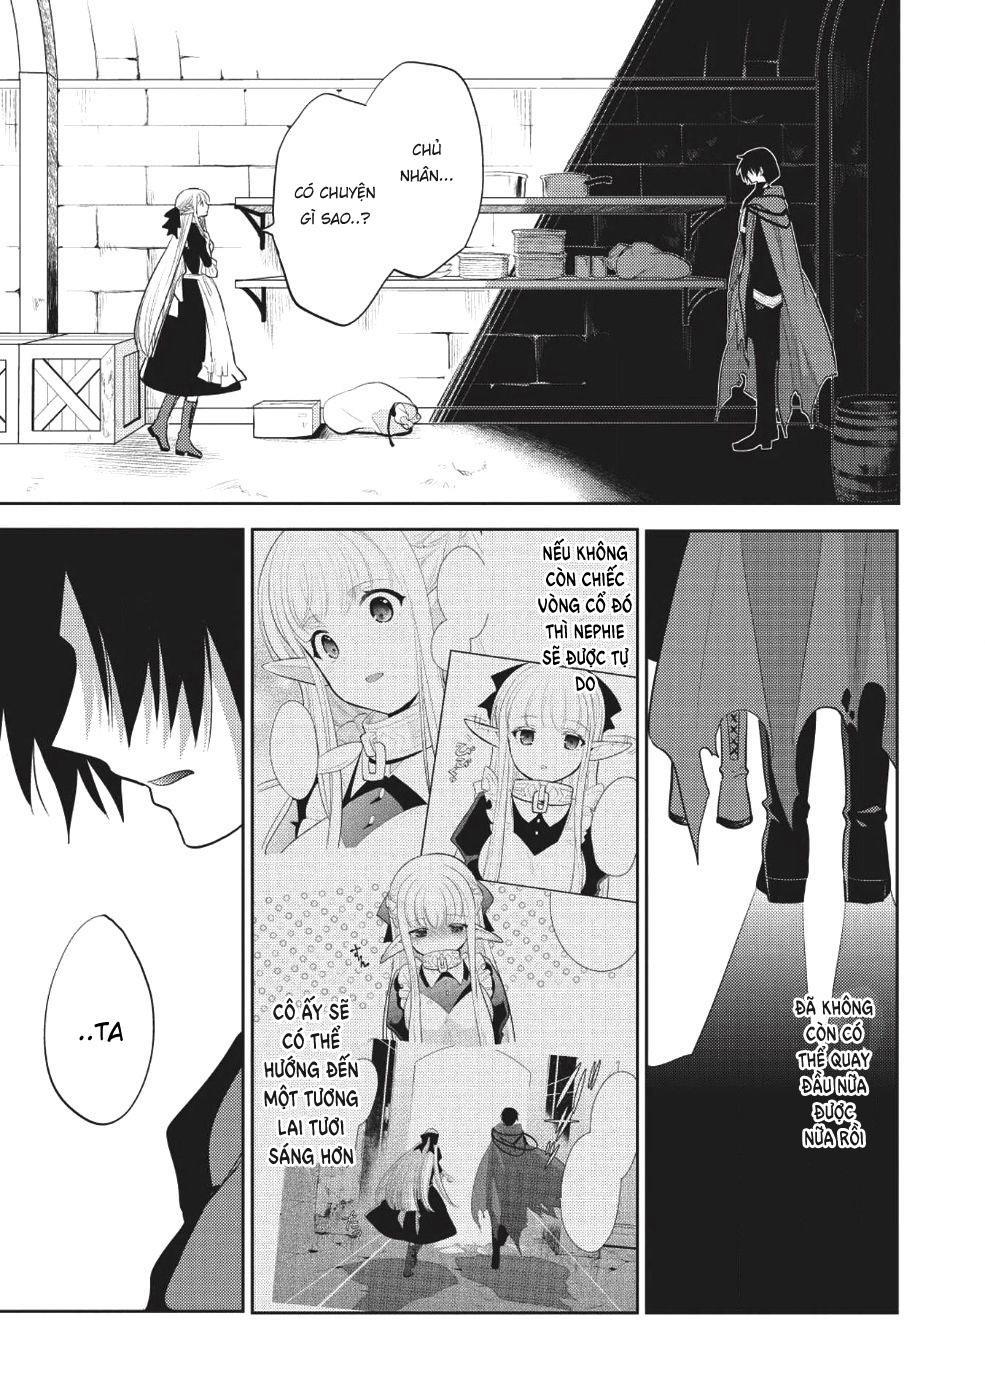 CHỦ
NHÂN...
CÓ CHUYỆN
GÌ SAO..?
ĐÃ KHÔNG
CÒN CÓ
THỂ QUAY
ĐẦU NỮA
ĐƯỢC
NỮA RỒI
NẾU KHÔNG
CÒN CHIẾC
VÒNG CỔ ĐÓ
THÌ NEPHIE
SẼ ĐƯỢC TỰ
DO
CÔ ẤY SẼ
CÓ THỂ
HƯỚNG ĐẾN
MỘT TƯƠNG
LAI TƯƠI
SÁNG HƠN
..TA